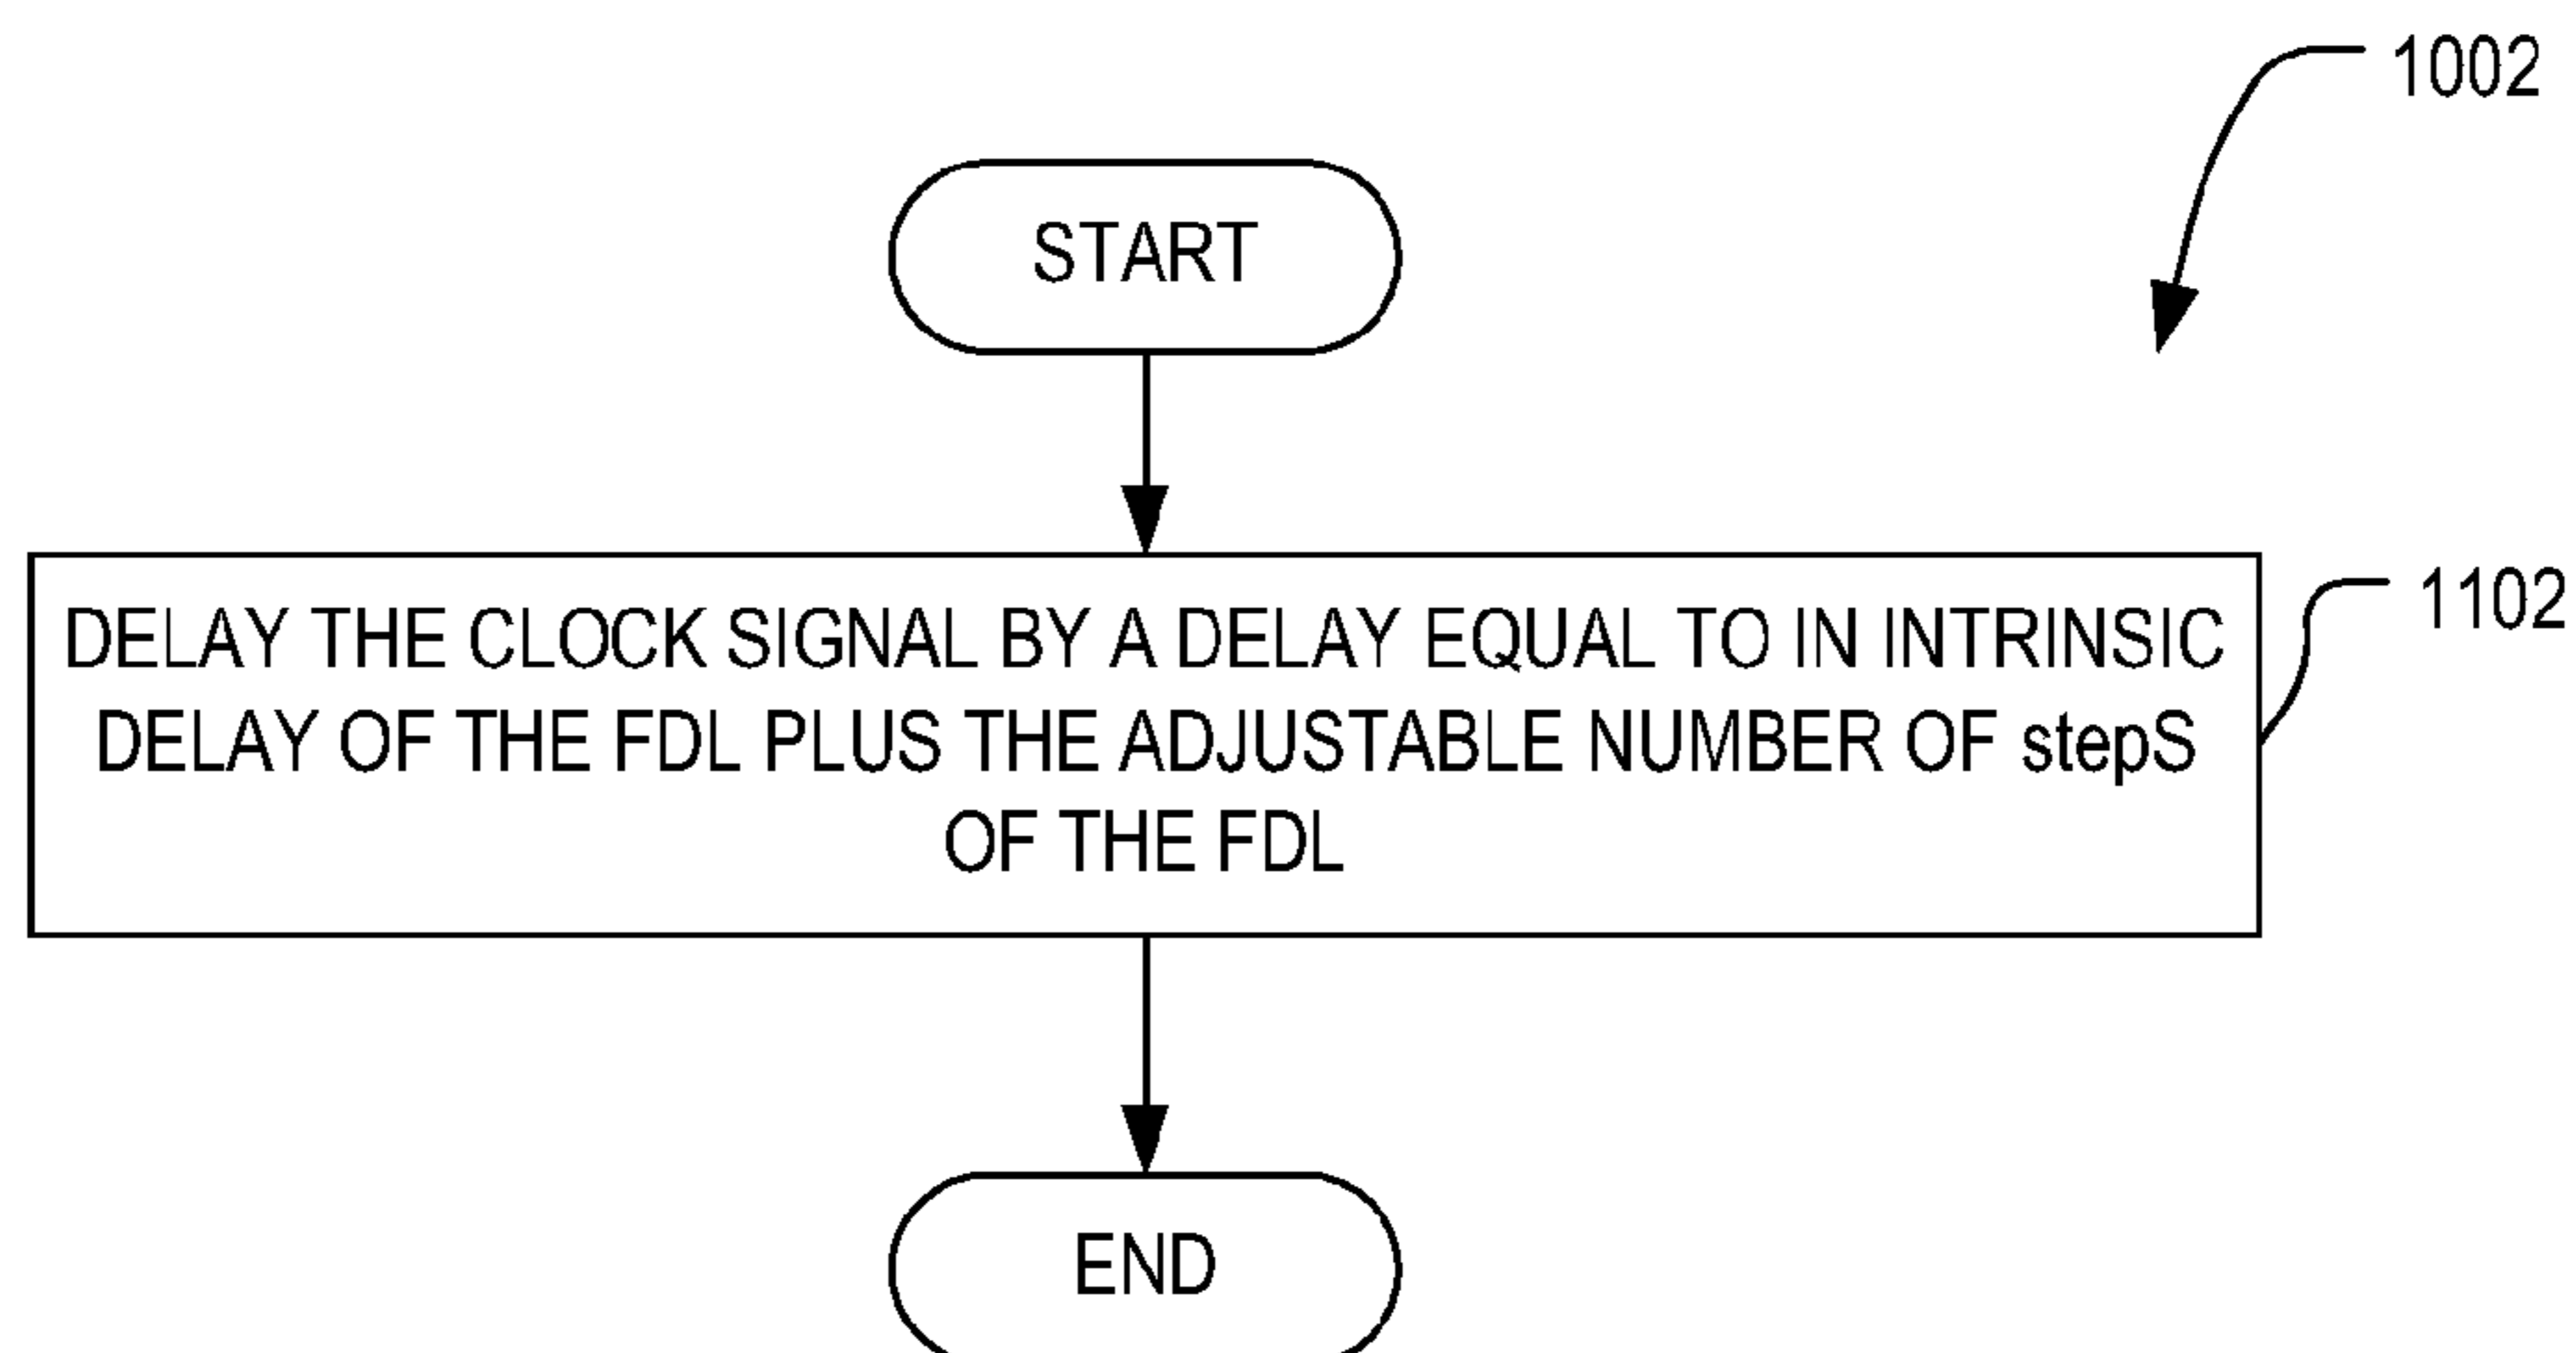 1002
START
DELAY THE CLOCK SIGNAL BY A DELAY EQUAL TO IN INTRINSIC
DELAY OF THE FDL PLUS THE ADJUSTABLE NUMBER OF stepS
OF THE FDL
1102
END